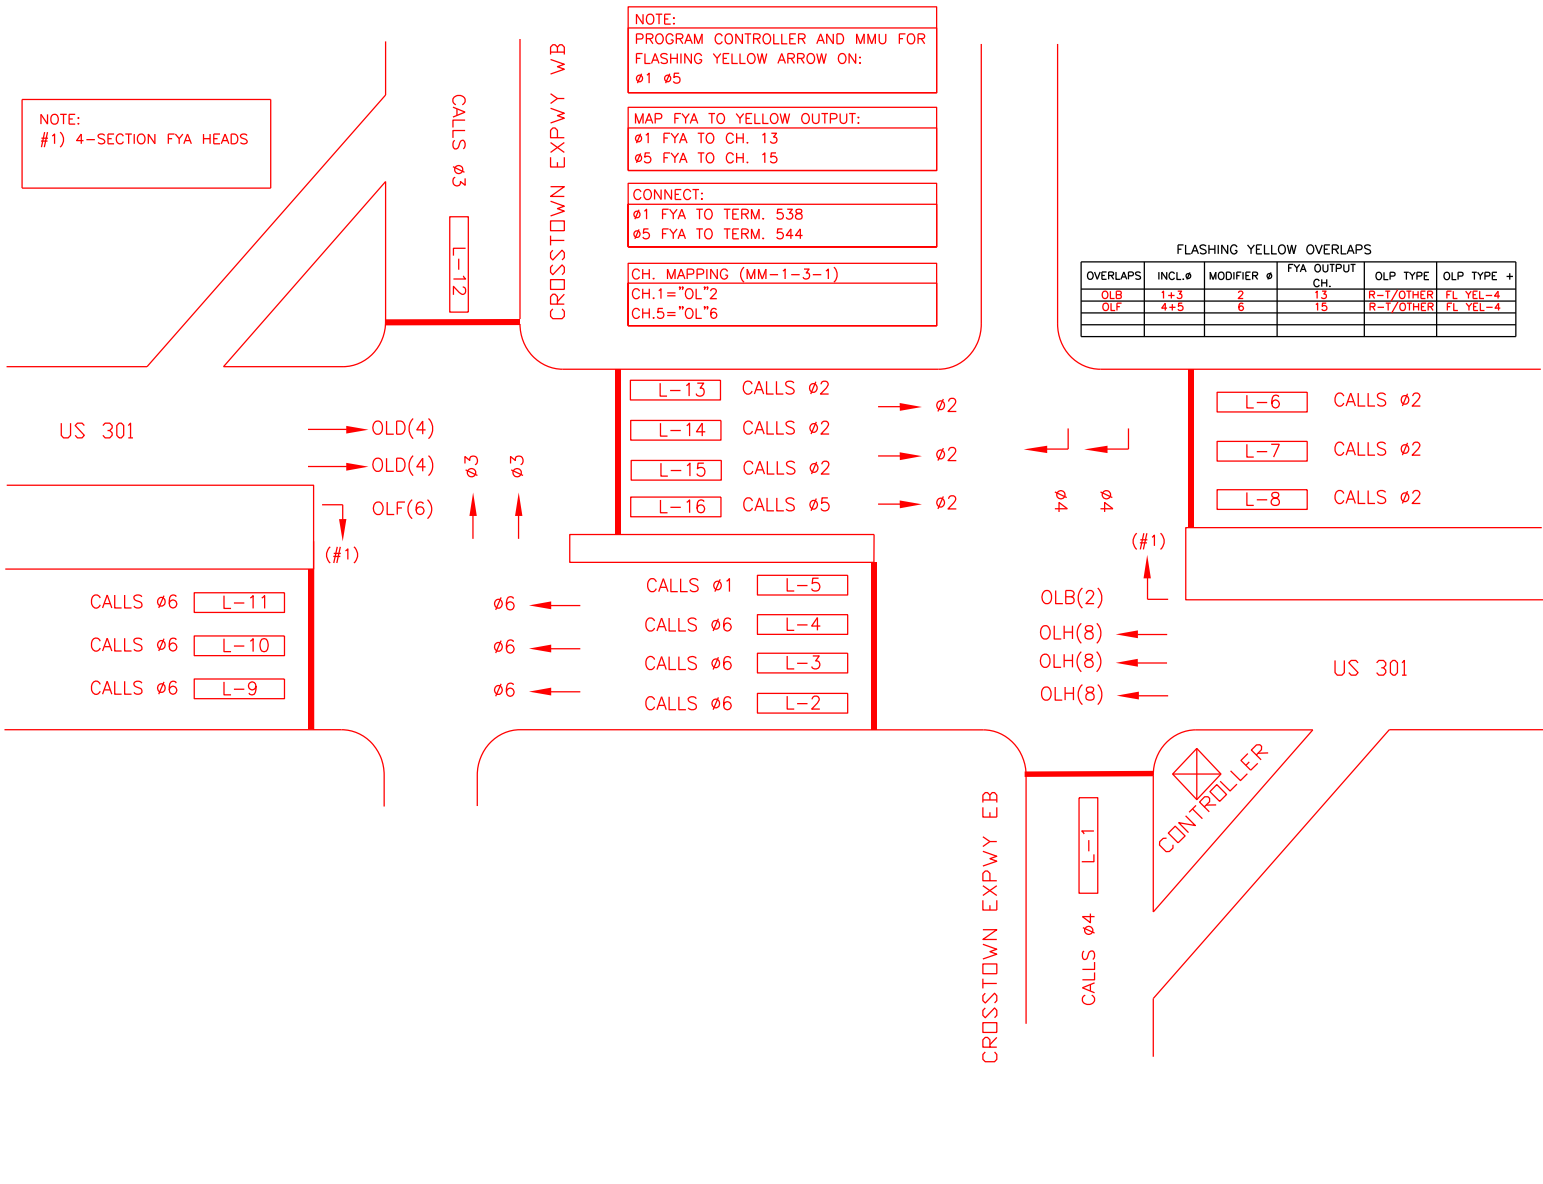 NOTE:
PROGRAM CONTROLLER AND MMU FOR
FLASHING YELLOW ARROW ON:
ø1 ø5
NOTE:
#1) 4-SECTION FYA HEADS
MAP FYA TO YELLOW OUTPUT:
ø1 FYA TO CH. 13
ø5 FYA TO CH. 15
CONNECT:
ø1 FYA TO TERM. 538
ø5 FYA TO TERM. 544
CH. MAPPING (MM-1-3-1)
CH.1="OL"2
CH.5="OL"6
CALLS ø3
L-12
CROSSTOWN EXPWY WB
FLASHING YELLOW OVERLAPS
OVERLAPS INCL.ø MODIFIER ø FYA OUTPUT CH. OLP TYPE OLP TYPE +
OLB 1+3 2 13 R-T/OTHER FL YEL-4
OLF 4+5 6 15 R-T/OTHER FL YEL-4
US 301
OLD(4)
OLD(4)
OLF(6)
(#1)
ø3
ø3
L-13 CALLS ø2
L-14 CALLS ø2
L-15 CALLS ø2
L-16 CALLS ø5
ø2
ø2
ø2
ø4
ø4
L-6 CALLS ø2
L-7 CALLS ø2
L-8 CALLS ø2
(#1)
CALLS ø6 L-11
CALLS ø6 L-10
CALLS ø6 L-9
ø6
ø6
ø6
CALLS ø1 L-5
CALLS ø6 L-4
CALLS ø6 L-3
CALLS ø6 L-2
OLB(2)
OLH(8)
OLH(8)
OLH(8)
US 301
CONTROLLER
CROSSTOWN EXPWY EB
L-1
CALLS ø4